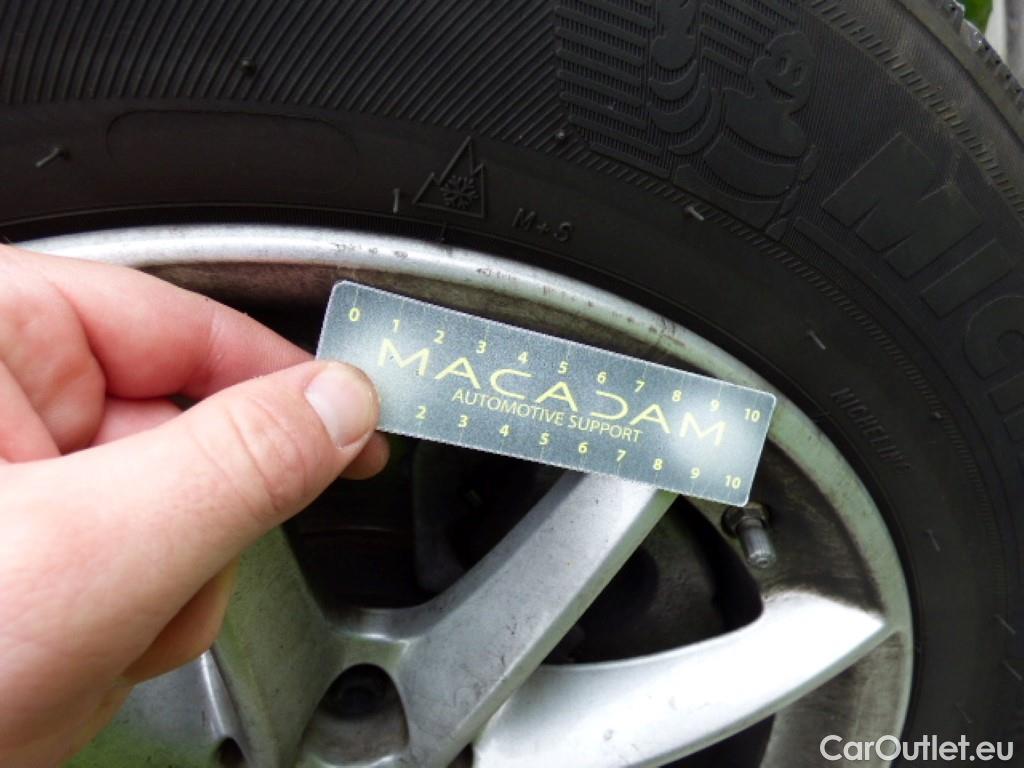 M+S
MICHELIN
0 1 2 3 4 5 6 7 8 9 10
MACADAM
AUTOMOTIVE SUPPORT
2 3 4 5 6 7 8 9 10
CarOutlet.eu